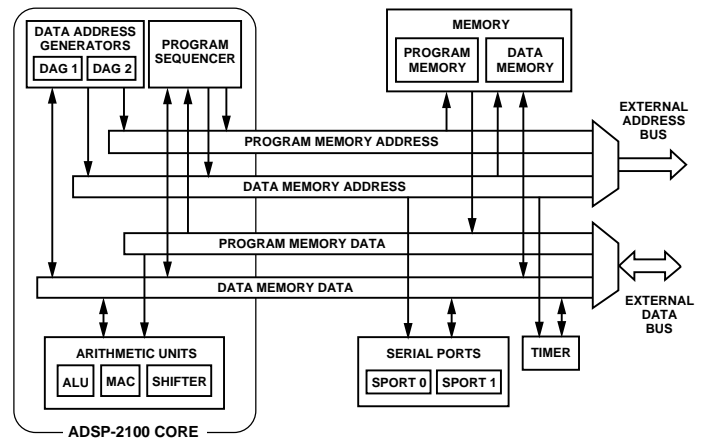 DATA ADDRESS
GENERATORS
DAG 1
DAG 2
PROGRAM
SEQUENCER
MEMORY
PROGRAM
MEMORY
DATA
MEMORY
EXTERNAL
ADDRESS
BUS
PROGRAM MEMORY ADDRESS
DATA MEMORY ADDRESS
PROGRAM MEMORY DATA
DATA MEMORY DATA
EXTERNAL
DATA
BUS
ARITHMETIC UNITS
ALU
MAC
SHIFTER
SERIAL PORTS
SPORT 0
SPORT 1
TIMER
ADSP-2100 CORE